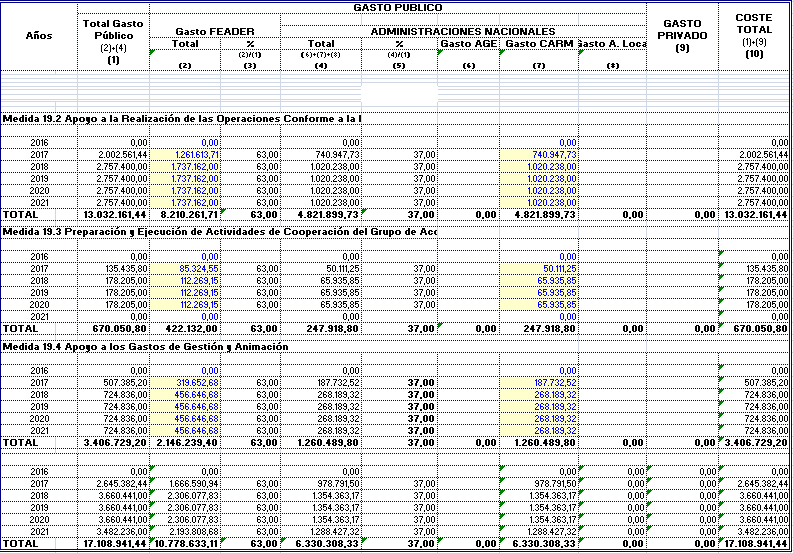 GASTO PUBLICO
Años Total Gasto Público (2)+(4) (1) Gasto FEADER ADMINISTRACIONES NACIONALES GASTO PRIVADO (9) COSTE TOTAL (1)+(9) (10)
Total % Total % Gasto AGE Gasto CARM Gasto A. Loca
(2)/(1) (6)+(7)+(8) (4)/(1)
(2) (3) (4) (5) (6) (7) (8)
Medida 19.2 Apoyo a la Realización de las Operaciones Conforme a la I
2016 0,00 0,00 0,00 0,00 0,00
2017 2.002.561,44 1.261.613,71 63,00 740.947,73 37,00 740.947,73 2.002.561,44
2018 2.757.400,00 1.737.162,00 63,00 1.020.238,00 37,00 1.020.238,00 2.757.400,00
2019 2.757.400,00 1.737.162,00 63,00 1.020.238,00 37,00 1.020.238,00 2.757.400,00
2020 2.757.400,00 1.737.162,00 63,00 1.020.238,00 37,00 1.020.238,00 2.757.400,00
2021 2.757.400,00 1.737.162,00 63,00 1.020.238,00 37,00 1.020.238,00 2.757.400,00
TOTAL 13.032.161,44 8.210.261,71 63,00 4.821.899,73 37,00 0,00 4.821.899,73 0,00 0,00 13.032.161,44
Medida 19.3 Preparación y Ejecución de Actividades de Cooperación del Grupo de Acc
2016 0,00 0,00 0,00 0,00 0,00
2017 135.435,80 85.324,55 63,00 50.111,25 37,00 50.111,25 135.435,80
2018 178.205,00 112.269,15 63,00 65.935,85 37,00 65.935,85 178.205,00
2019 178.205,00 112.269,15 63,00 65.935,85 37,00 65.935,85 178.205,00
2020 178.205,00 112.269,15 63,00 65.935,85 37,00 65.935,85 178.205,00
2021 0,00 0,00 0,00 0,00 0,00
TOTAL 670.050,80 422.132,00 63,00 247.918,80 37,00 0,00 247.918,80 0,00 0,00 670.050,80
Medida 19.4 Apoyo a los Gastos de Gestión y Animación
2016 0,00 0,00 0,00 0,00 0,00
2017 507.385,20 319.652,68 63,00 187.732,52 37,00 187.732,52 507.385,20
2018 724.836,00 456.646,68 63,00 268.189,32 37,00 268.189,32 724.836,00
2019 724.836,00 456.646,68 63,00 268.189,32 37,00 268.189,32 724.836,00
2020 724.836,00 456.646,68 63,00 268.189,32 37,00 268.189,32 724.836,00
2021 724.836,00 456.646,68 63,00 268.189,32 37,00 268.189,32 724.836,00
TOTAL 3.406.729,20 2.146.239,40 63,00 1.260.489,80 37,00 0,00 1.260.489,80 0,00 0,00 3.406.729,20
2016 0,00 0,00 0,00 0,00 0,00 0,00 0,00
2017 2.645.382,44 1.666.590,94 63,00 978.791,50 37,00 978.791,50 0,00 0,00 2.645.382,44
2018 3.660.441,00 2.306.077,83 63,00 1.354.363,17 37,00 1.354.363,17 0,00 0,00 3.660.441,00
2019 3.660.441,00 2.306.077,83 63,00 1.354.363,17 37,00 1.354.363,17 0,00 0,00 3.660.441,00
2020 3.660.441,00 2.306.077,83 63,00 1.354.363,17 37,00 1.354.363,17 0,00 0,00 3.660.441,00
2021 3.482.236,00 2.193.808,68 63,00 1.288.427,32 37,00 1.288.427,32 0,00 0,00 3.482.236,00
TOTAL 17.108.941,44 10.778.633,11 63,00 6.330.308,33 37,00 0,00 6.330.308,33 0,00 0,00 17.108.941,44